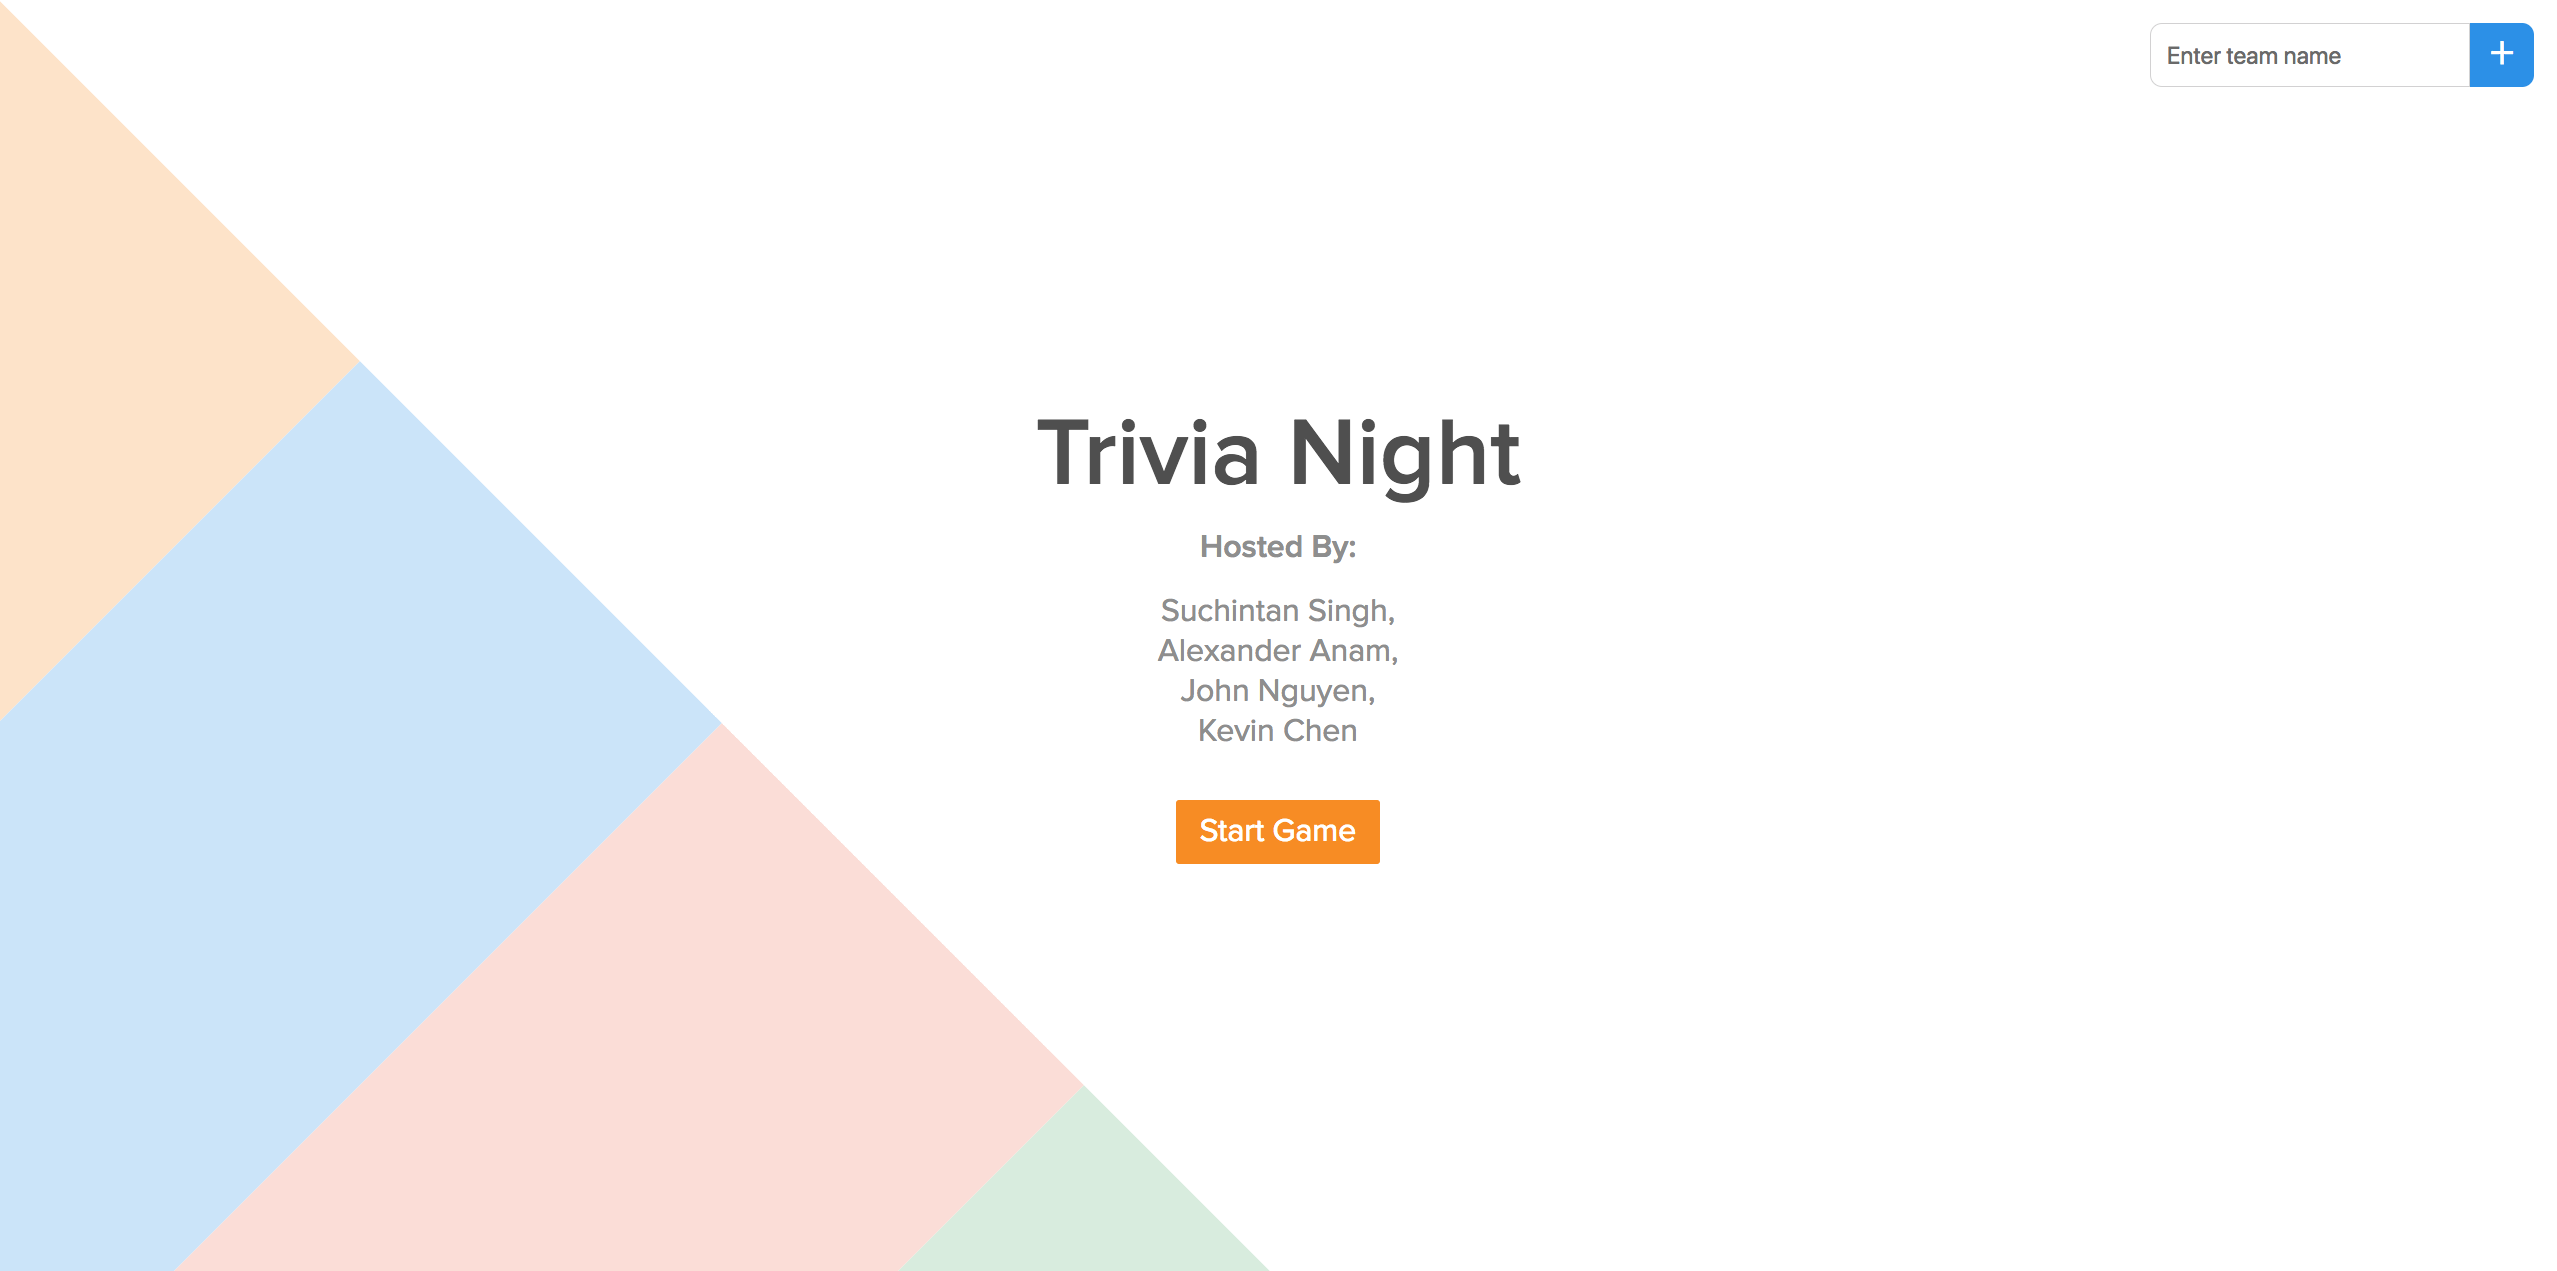 Enter team name +
Trivia Night
Hosted By:
Suchintan Singh,
Alexander Anam,
John Nguyen,
Kevin Chen
Start Game